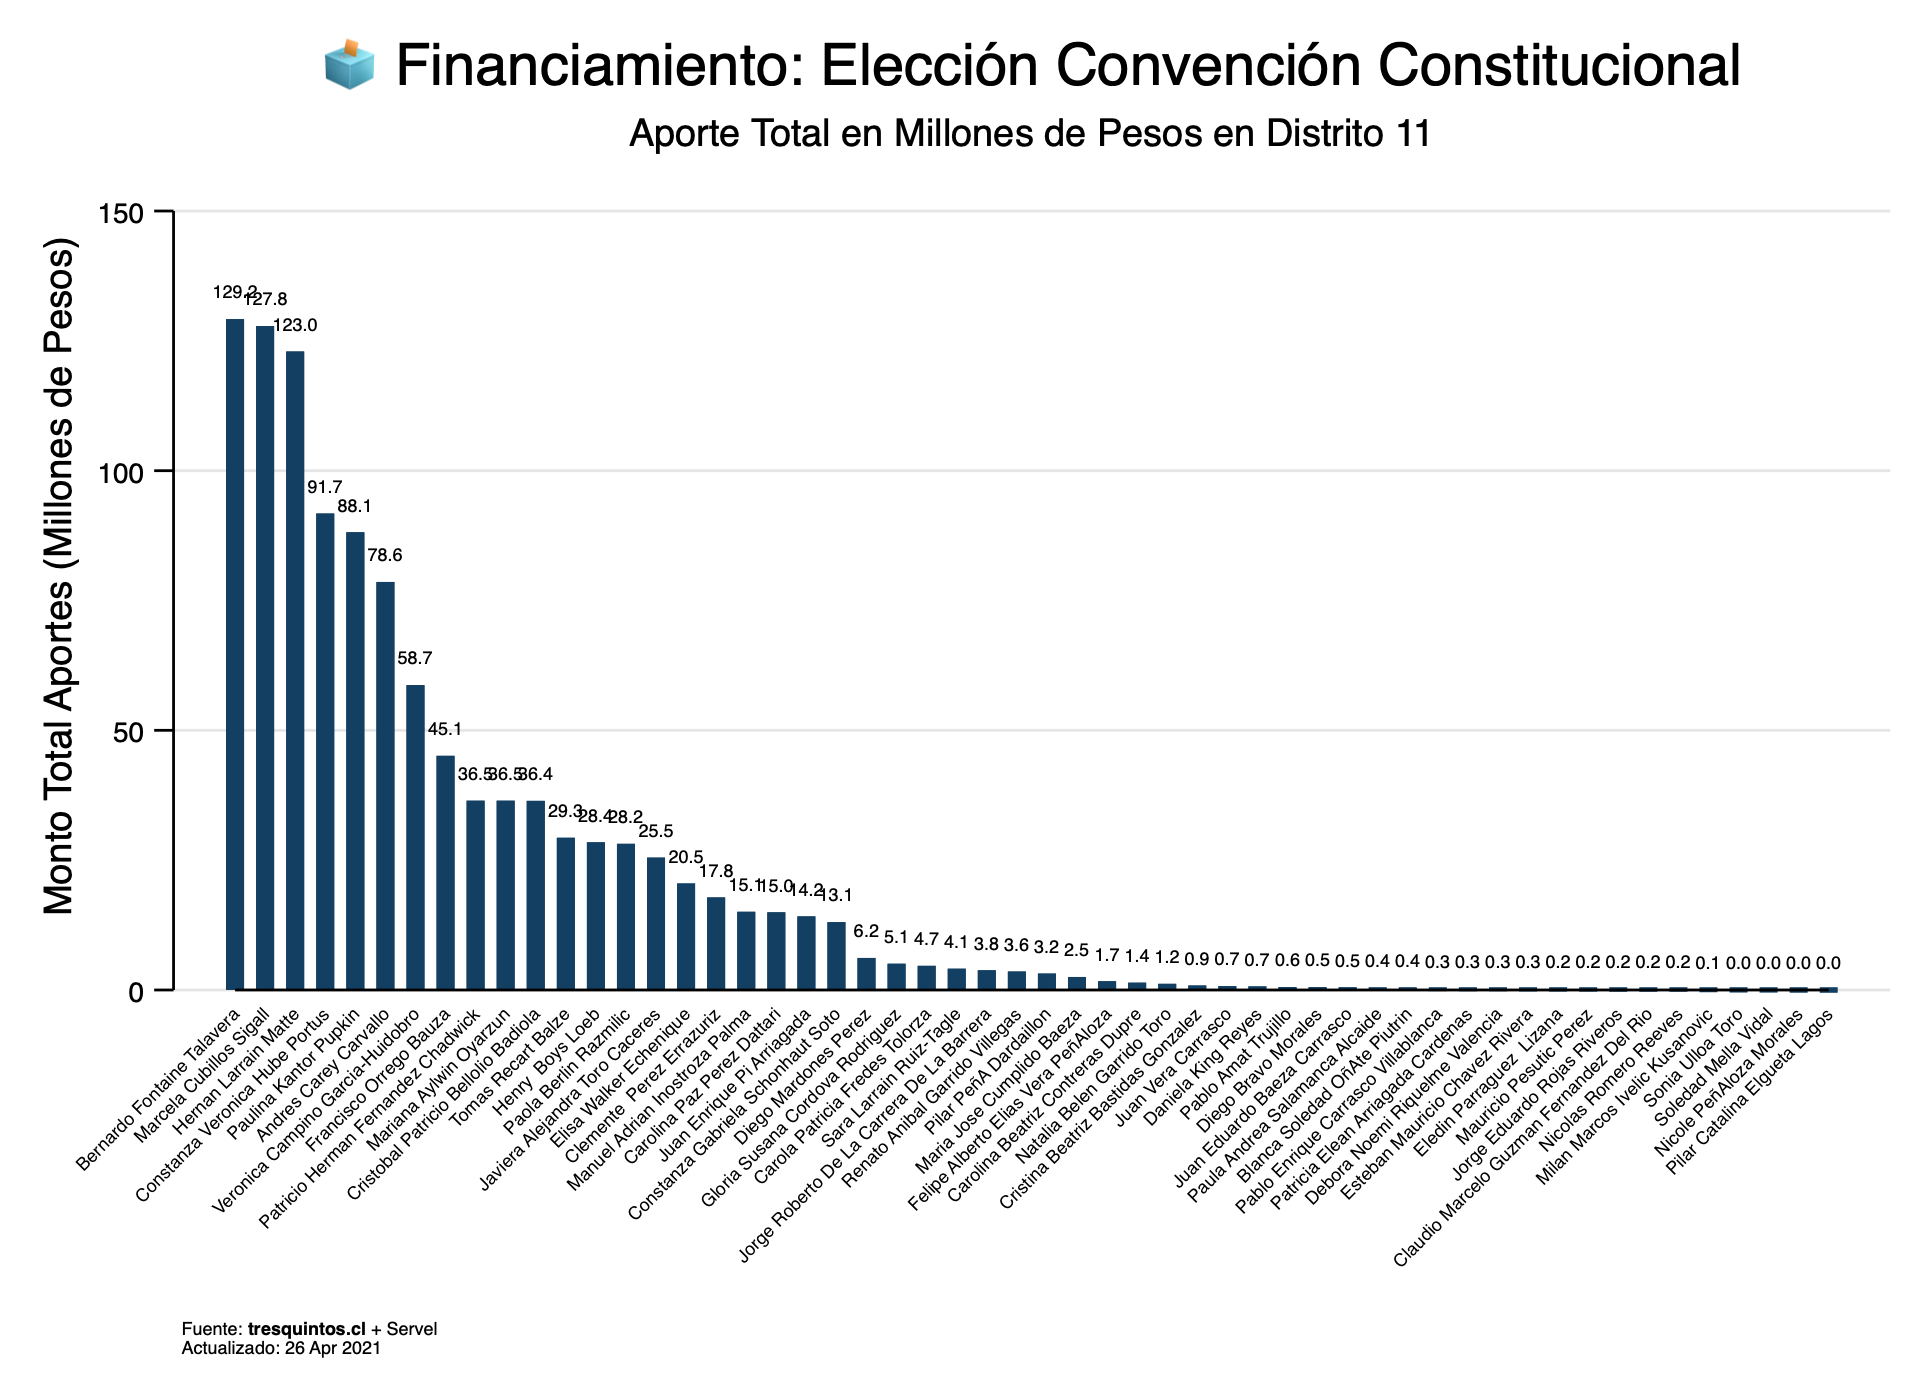 Financiamiento: Elección Convención Constitucional
Aporte Total en Millones de Pesos en Distrito 11
Monto Total Aportes (Millones de Pesos)
150
100
50
0
129.2
127.8
123.0
91.7
88.1
78.6
58.7
45.1
36.5
36.5
36.4
29.3
28.4
28.2
25.5
20.5
17.8
15.1
15.0
14.2
13.1
6.2
5.1
4.7
4.1
3.8
3.6
3.2
2.5
1.7
1.4
1.2
0.9
0.7
0.7
0.6
0.5
0.5
0.4
0.4
0.3
0.3
0.3
0.3
0.2
0.2
0.2
0.2
0.2
0.1
0.0
0.0
0.0
0.0
Bernardo Fontaine Talavera
Marcela Cubillos Sigall
Hernan Larrain Matte
Constanza Veronica Hube Portus
Paulina Kantor Pupkin
Andres Carey Carvallo
Veronica Campino Garcia-Huidobro
Francisco Orrego Bauza
Patricio Herman Fernandez Chadwick
Mariana Aylwin Oyarzun
Cristobal Patricio Bellolio Badiola
Tomas Recart Balze
Henry Boys Loeb
Paola Berlin Razmilic
Javiera Alejandra Toro Caceres
Elisa Walker Echenique
Clemente Perez Errazuriz
Manuel Adrian Inostroza Palma
Carolina Paz Perez Dattari
Juan Enrique Pi Arriagada
Constanza Gabriela Schonhaut Soto
Diego Mardones Perez
Gloria Susana Cordova Rodriguez
Carola Patricia Fredes Tolorza
Sara Larrain Ruiz-Tagle
Jorge Roberto De La Carrera De La Barrera
Renato Anibal Garrido Villegas
Pilar PeñA Dardaillon
Maria Jose Cumplido Baeza
Felipe Alberto Elias Vera PeñAloza
Carolina Beatriz Contreras Dupre
Natalia Belen Garrido Toro
Cristina Beatriz Bastidas Gonzalez
Juan Vera Carrasco
Daniela King Reyes
Pablo Amat Trujillo
Diego Bravo Morales
Juan Eduardo Baeza Carrasco
Paula Andrea Salamanca Alcaide
Blanca Soledad OñAte Piutrin
Pablo Enrique Carrasco Villablanca
Patricia Elean Arriagada Cardenas
Debora Noemi Riquelme Valencia
Esteban Mauricio Chavez Rivera
Eledin Parraguez Lizana
Mauricio Pesutic Perez
Jorge Eduardo Rojas Riveros
Claudio Marcelo Guzman Fernandez Del Rio
Nicolas Romero Reeves
Milan Marcos Ivelic Kusanovic
Sonia Ulloa Toro
Soledad Mella Vidal
Nicole PeñAloza Morales
Pilar Catalina Elgueta Lagos
Fuente: tresquintos.cl + Servel
Actualizado: 26 Apr 2021